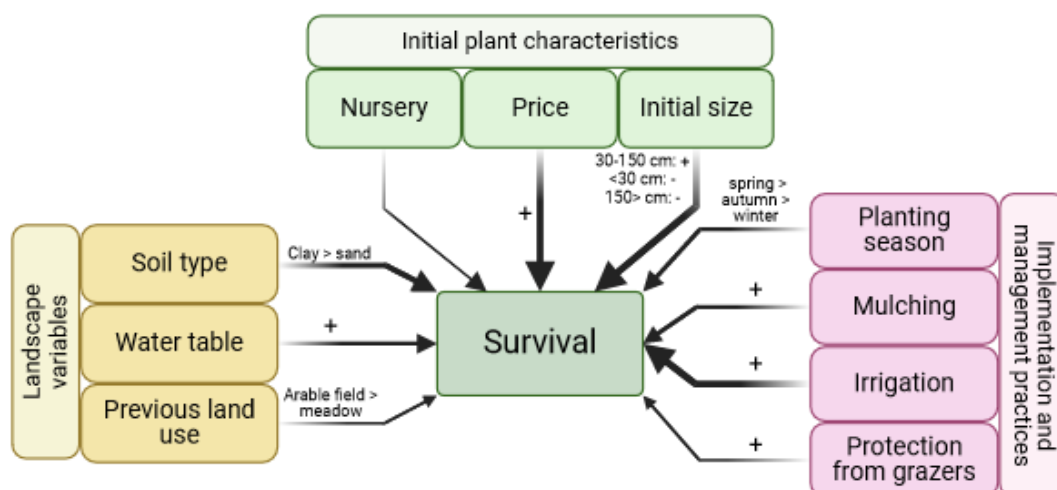 Initial plant characteristics
Nursery
Price
Initial size
30-150 cm: +
<30 cm: -
150> cm: -
+
spring >
autumn >
winter
Landscape
variables
Soil type
Water table
Previous land
use
Clay > sand
+
Arable field >
meadow
Survival
Planting
season
Mulching
Irrigation
Protection
from grazers
+
+
+
Implementation and
management practices